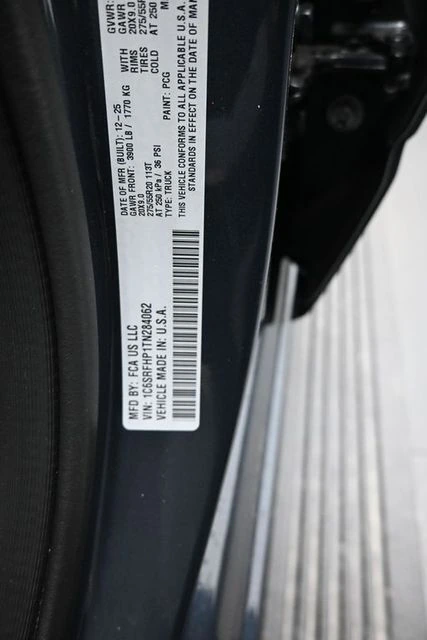 MFD BY: FCA US LLC
VIN: 1C6SRFHP1TN284062
VEHICLE MADE IN: U.S.A.
DATE OF MFR (BUILT): 12-25
GVWR:
GAWR FRONT: 3900 LB / 1770 KG WITH GAWR
20X9.0 RIMS 20X9.0
275/55R20 113T TIRES 275/55R
AT 250 kPa / 36 PSI COLD AT 250
TYPE: TRUCK PAINT: PCG
THIS VEHICLE CONFORMS TO ALL APPLICABLE U.S.A.
STANDARDS IN EFFECT ON THE DATE OF MAN